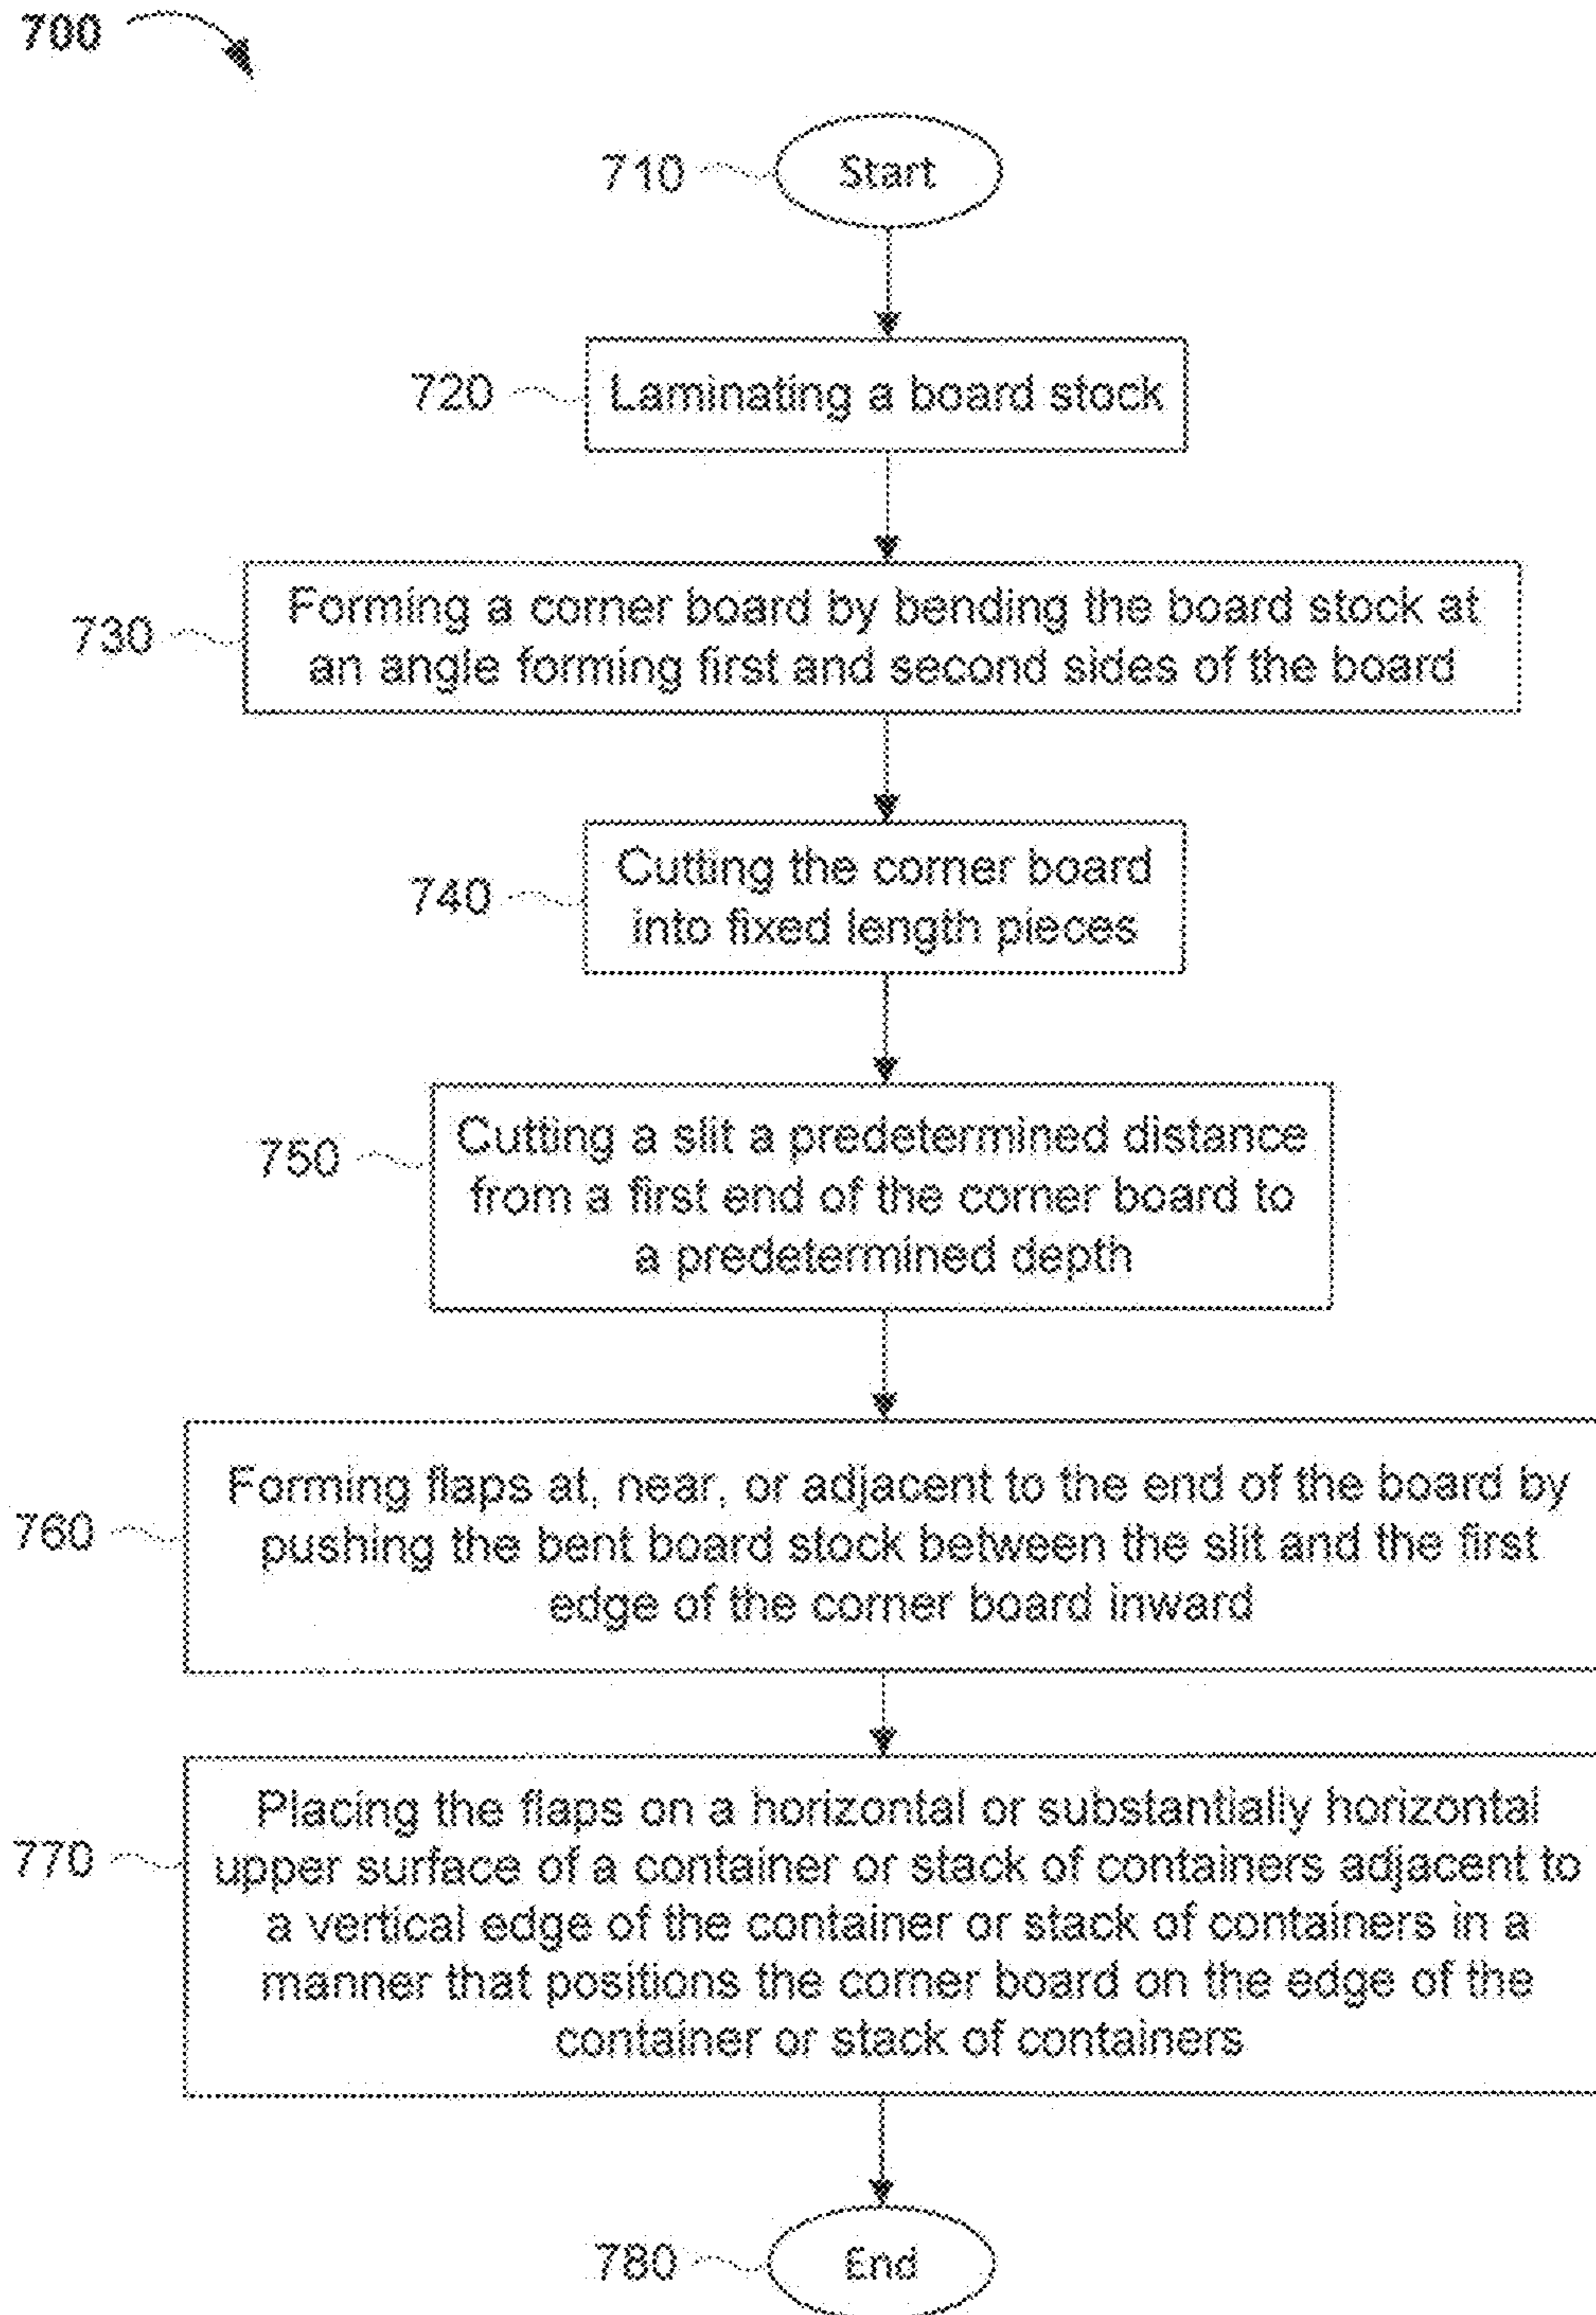 700
710 Start
720 Laminating a board stock
730 Forming a corner board by bending the board stock at
an angle forming first and second sides of the board
740 Cutting the corner board
into fixed length pieces
750 Cutting a slit a predetermined distance
from a first end of the corner board to
a predetermined depth
760 Forming flaps at, near, or adjacent to the end of the board by
pushing the bent board stock between the slit and the first
edge of the corner board inward
770 Placing the flaps on a horizontal or substantially horizontal
upper surface of a container or stack of containers adjacent to
a vertical edge of the container or stack of containers in a
manner that positions the corner board on the edge of the
container or stack of containers
780 End